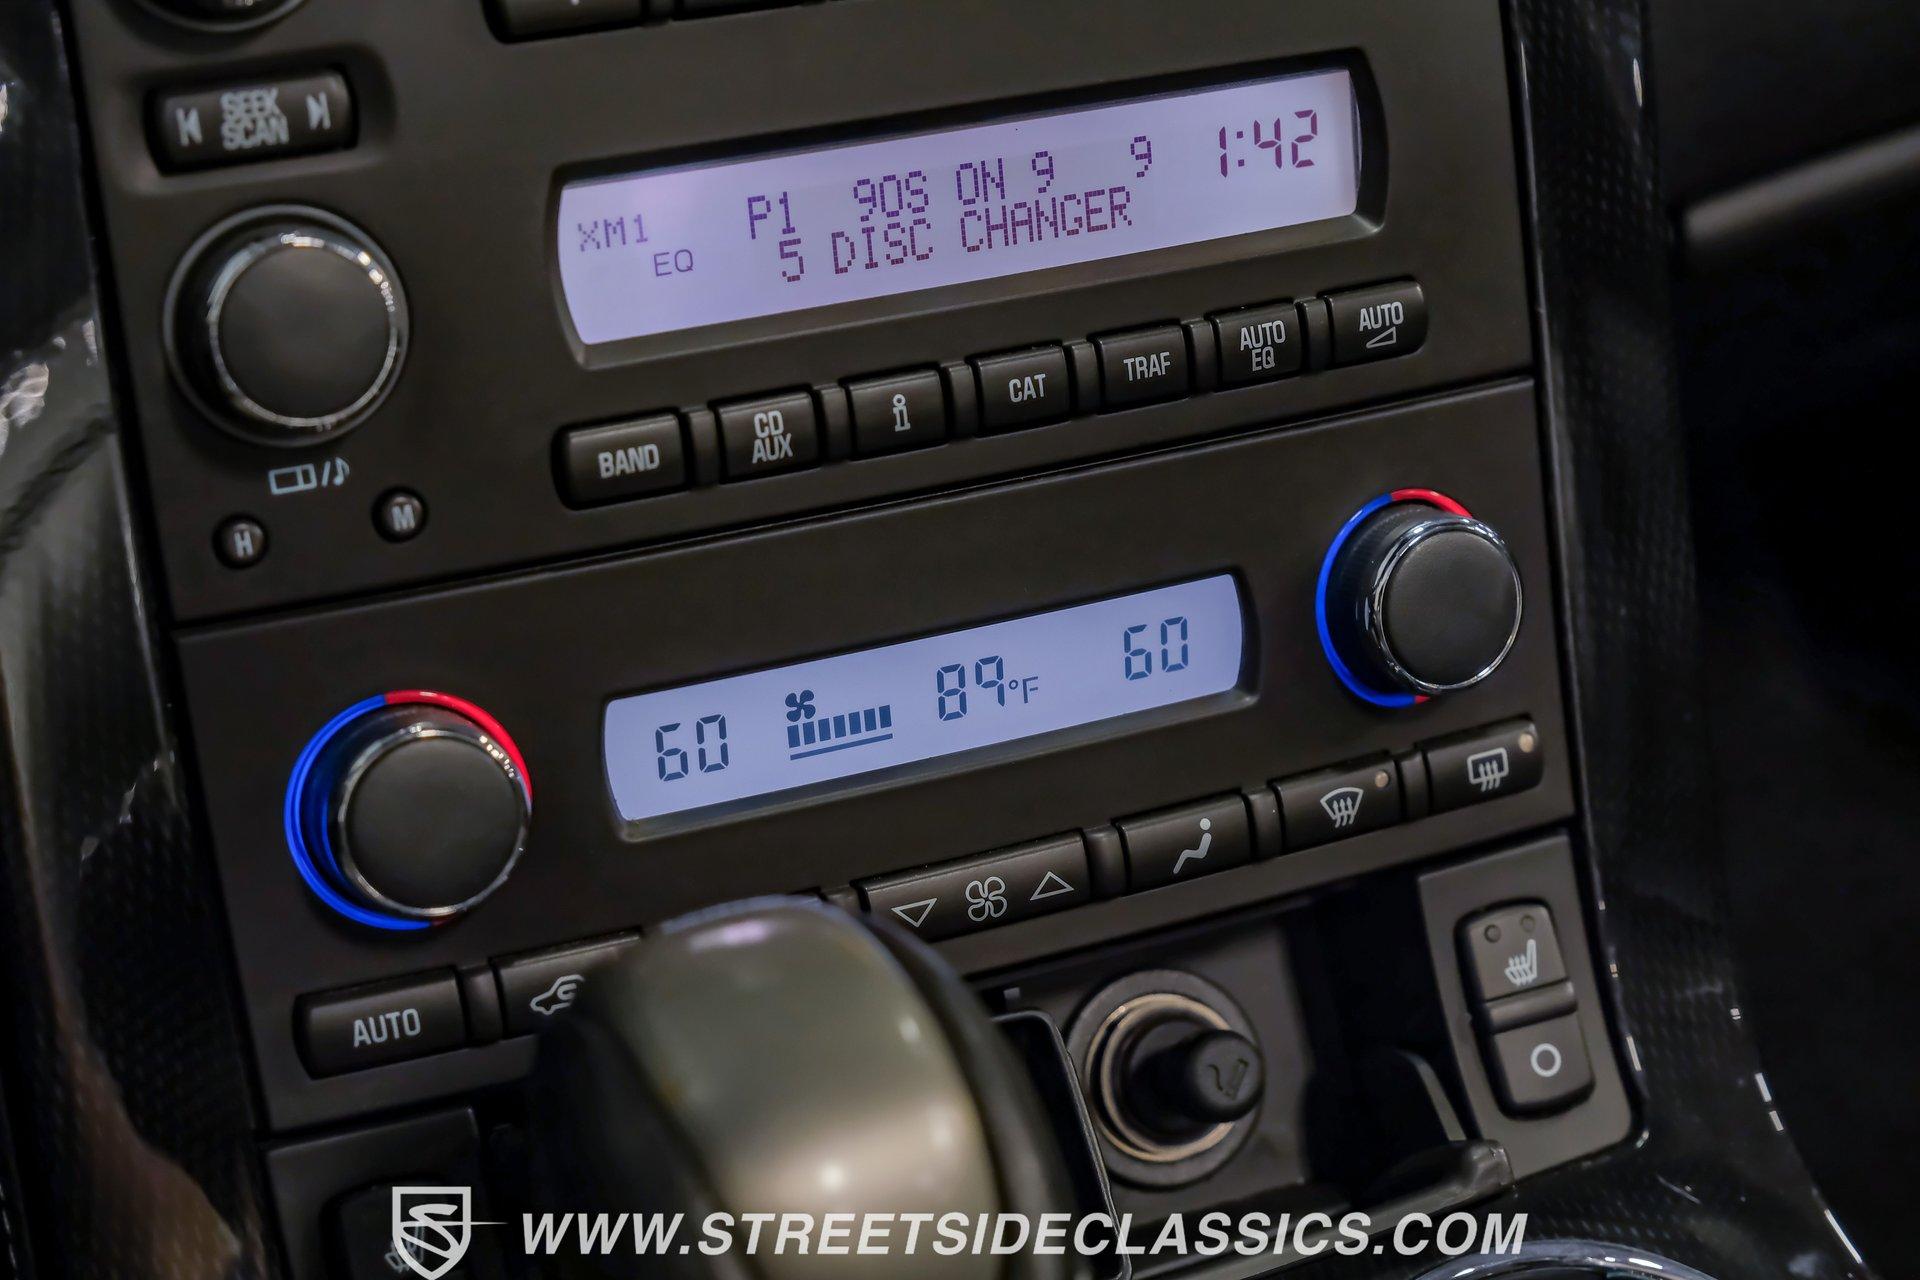 SEEK
SCAN
XM1 P1 90S ON 9 9 1:42
EQ 5 DISC CHANGER
BAND
CD
AUX
i
CAT
TRAF
AUTO
EQ
AUTO
H
M
60 89°F 60
AUTO
WWW.STREETSIDECLASSICS.COM